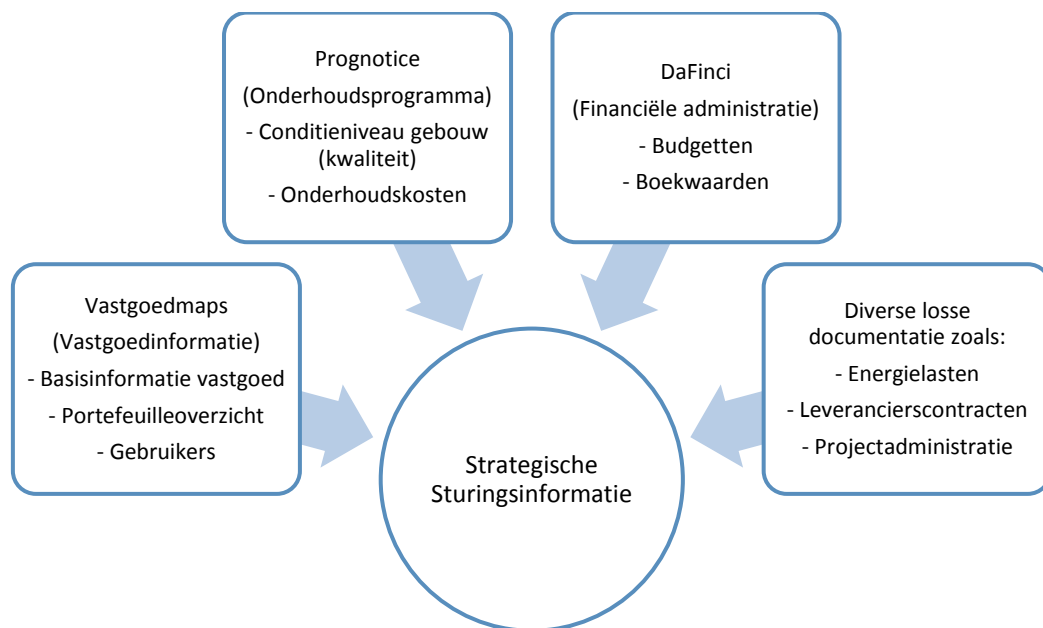 Prognotice
(Onderhoudsprogramma)
- Conditieniveau gebouw
(kwaliteit)
- Onderhoudskosten
DaFinci
(Financiële administratie)
- Budgetten
- Boekwaarden
Vastgoedmaps
(Vastgoedinformatie)
- Basisinformatie vastgoed
- Portefeuilleoverzicht
- Gebruikers
Diverse losse
documentatie zoals:
- Energielasten
- Leverancierscontracten
- Projectadministratie
Strategische
Sturingsinformatie